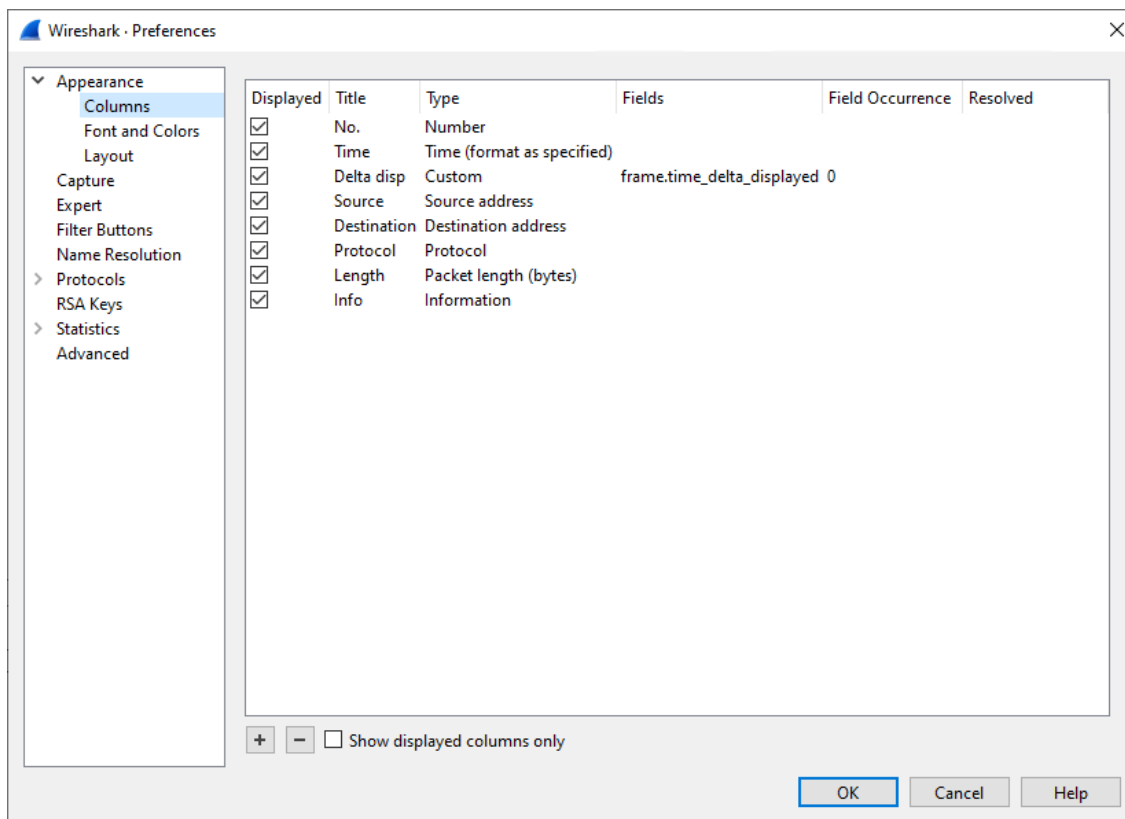 Wireshark · Preferences
Appearance
Columns
Font and Colors
Layout
Capture
Expert
Filter Buttons
Name Resolution
Protocols
RSA Keys
Statistics
Advanced
Displayed Title Type Fields Field Occurrence Resolved
No. Number
Time Time (format as specified)
Delta disp Custom frame.time_delta_displayed 0
Source Source address
Destination Destination address
Protocol Protocol
Length Packet length (bytes)
Info Information
+ − Show displayed columns only
OK Cancel Help